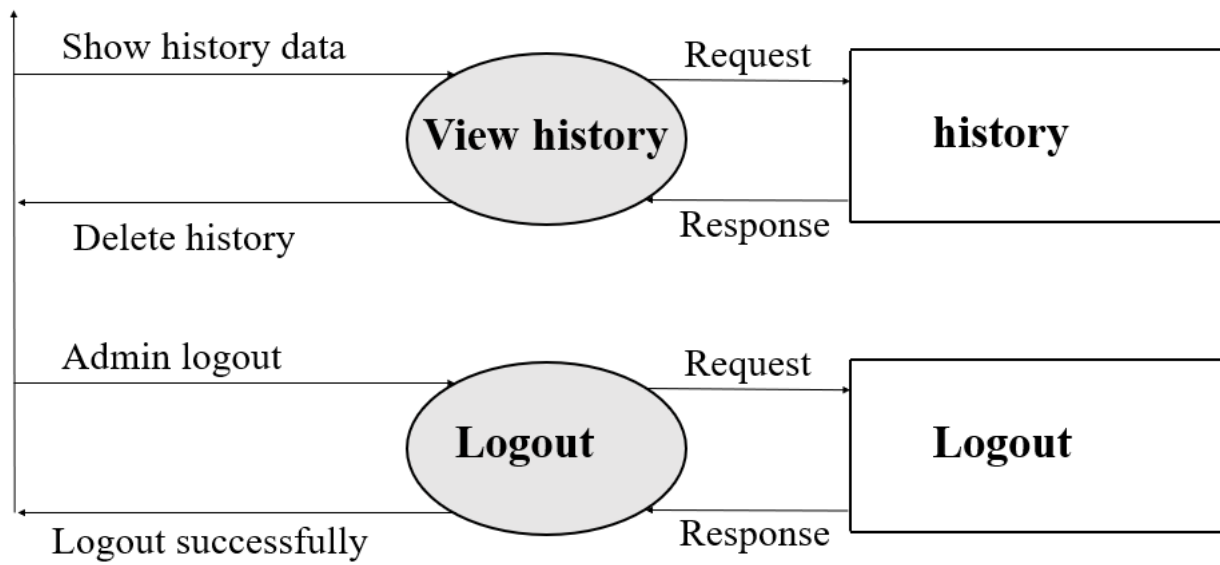 Show history data
Request
View history
history
Delete history
Response
Admin logout
Request
Logout
Logout
Logout successfully
Response